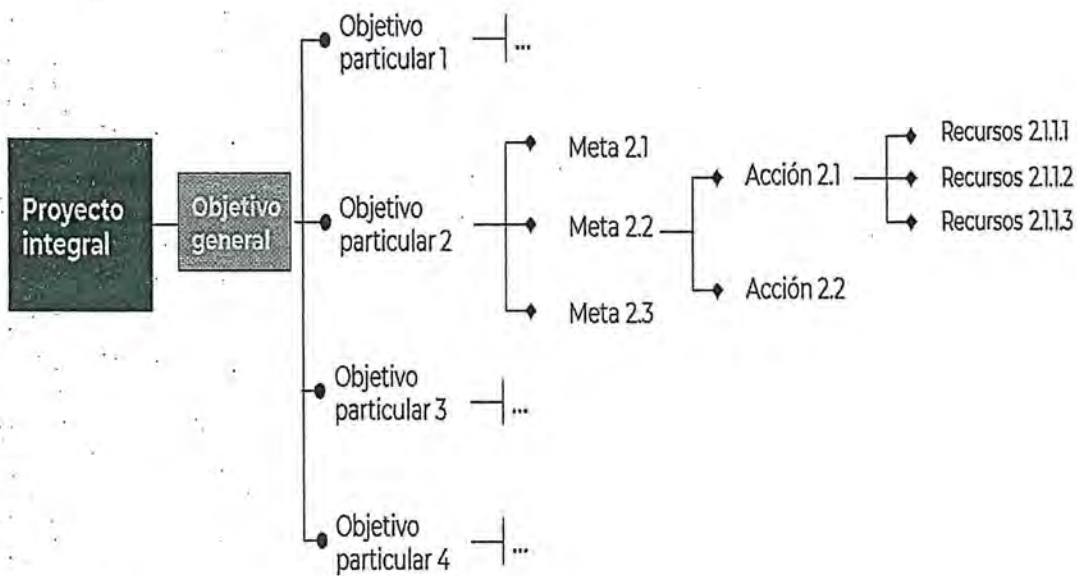 Proyecto
integral
Objetivo
general
Objetivo
particular 1
...
Objetivo
particular 2
Meta 2.1
Meta 2.2
Meta 2.3
Acción 2.1
Acción 2.2
Recursos 2.1.1.1
Recursos 2.1.1.2
Recursos 2.1.1.3
Objetivo
particular 3
...
Objetivo
particular 4
...